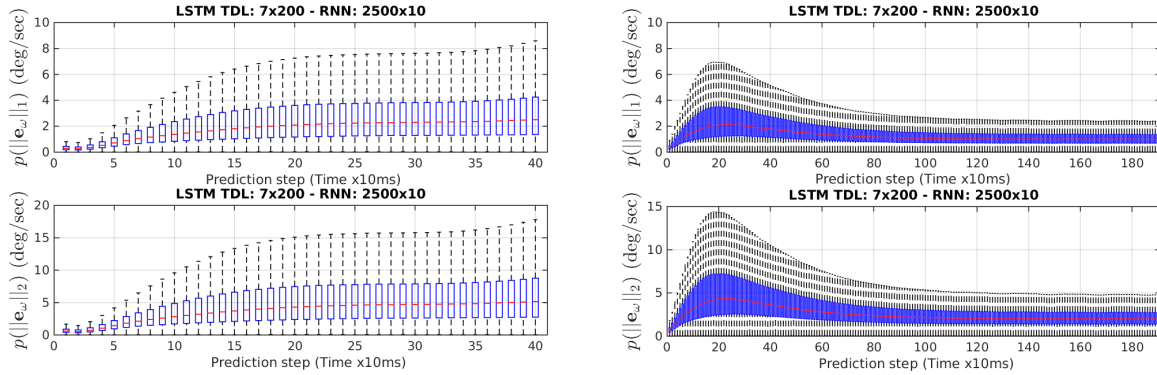 LSTM TDL: 7x200 - RNN: 2500x10
p(||e_ω||_1) (deg/sec)
10
8
6
4
2
0
0 5 10 15 20 25 30 35 40
Prediction step (Time x10ms)
LSTM TDL: 7x200 - RNN: 2500x10
p(||e_ω||_1) (deg/sec)
10
8
6
4
2
0
0 20 40 60 80 100 120 140 160 180
Prediction step (Time x10ms)
LSTM TDL: 7x200 - RNN: 2500x10
p(||e_ω||_2) (deg/sec)
20
15
10
5
0
0 5 10 15 20 25 30 35 40
Prediction step (Time x10ms)
LSTM TDL: 7x200 - RNN: 2500x10
p(||e_ω||_2) (deg/sec)
15
10
5
0
0 20 40 60 80 100 120 140 160 180
Prediction step (Time x10ms)